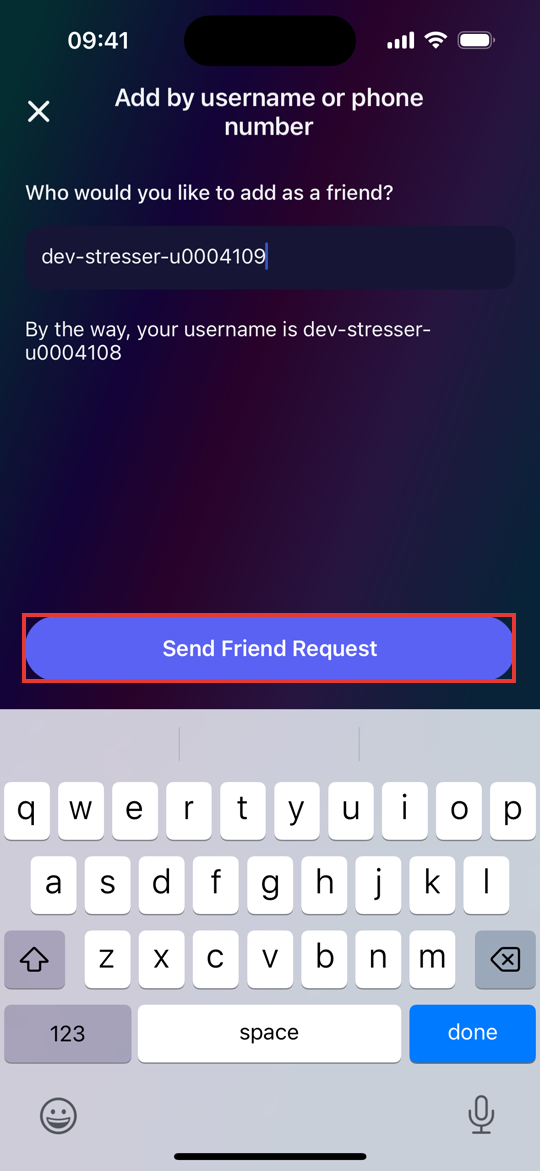 09:41
Add by username or phone
number
Who would you like to add as a friend?
dev-stresser-u0004109
By the way, your username is dev-stresser-
u0004108
Send Friend Request
q w e r t y u i o p
a s d f g h j k l
z x c v b n m
123 space done